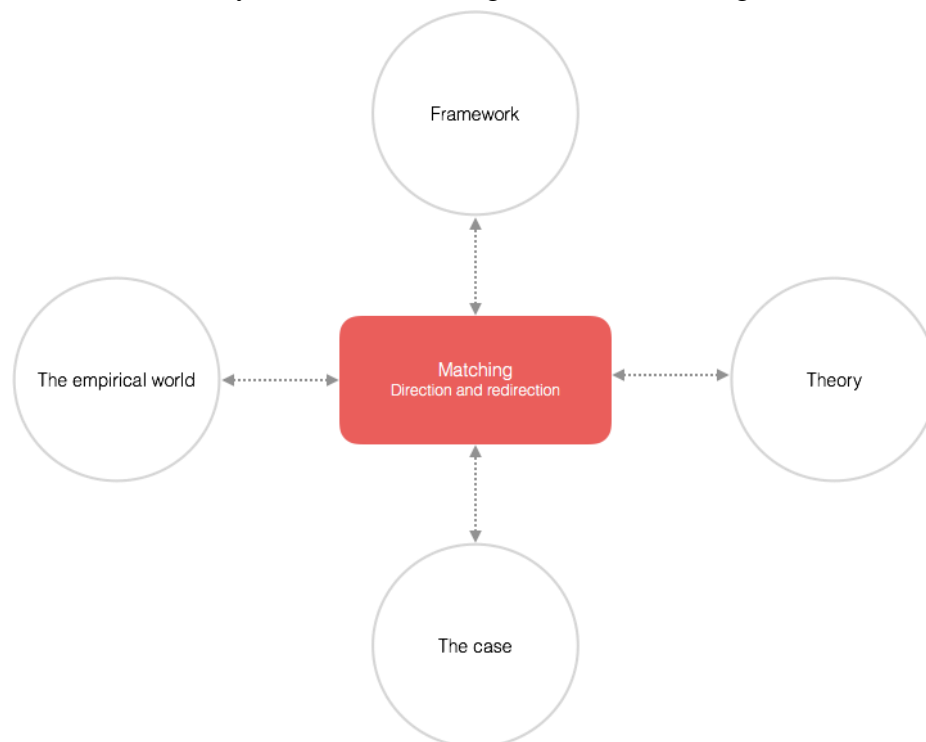 Framework
The empirical world
Matching
Direction and redirection
Theory
The case